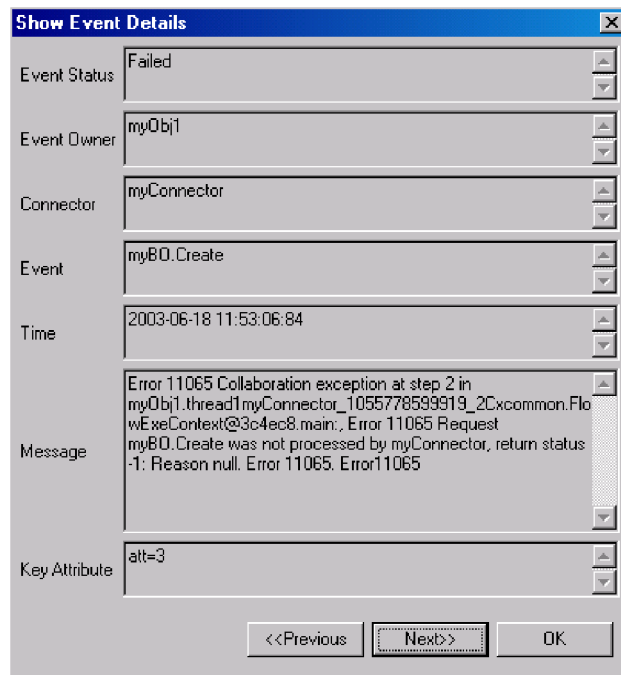 Show Event Details
Event Status
Failed
Event Owner
myObj1
Connector
myConnector
Event
myBO.Create
Time
2003-06-18 11:53:06:84
Message
Error 11065 Collaboration exception at step 2 in
myObj1.thread1myConnector_1055778599919_2Cxcommon.Flo
wExeContext@3c4ec8.main:, Error 11065 Request
myBO.Create was not processed by myConnector, return status
-1: Reason null. Error 11065. Error11065
Key Attribute
att=3
<<Previous
Next>>
OK